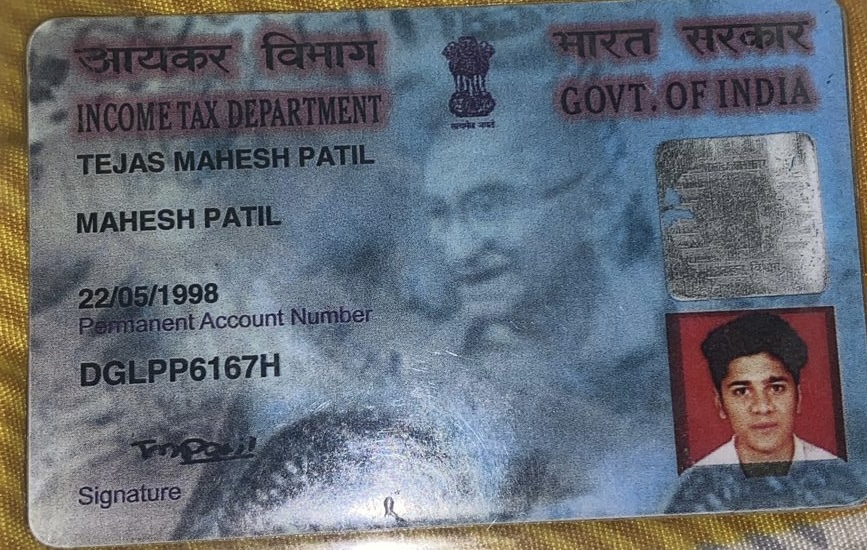 आयकर विभाग
भारत सरकार
INCOME TAX DEPARTMENT
GOVT. OF INDIA
TEJAS MAHESH PATIL
MAHESH PATIL
22/05/1998
Permanent Account Number
DGLPP6167H
Signature